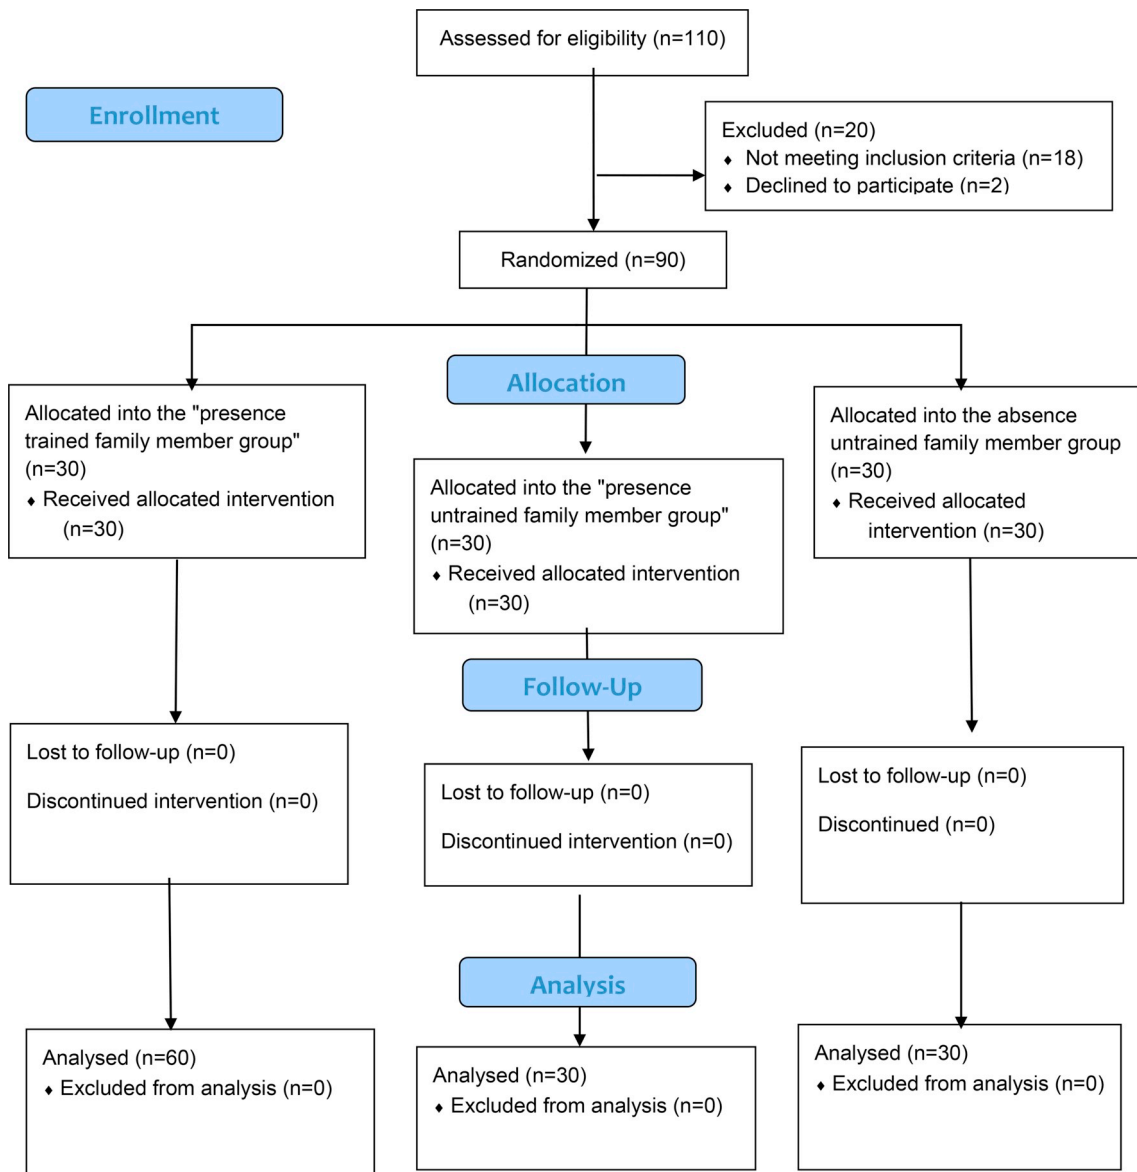 Assessed for eligibility (n=110)
Enrollment
Excluded (n=20)
♦ Not meeting inclusion criteria (n=18)
♦ Declined to participate (n=2)
Randomized (n=90)
Allocation
Allocated into the "presence
trained family member group"
(n=30)
♦ Received allocated intervention
(n=30)
Allocated into the "presence
untrained family member group"
(n=30)
♦ Received allocated intervention
(n=30)
Allocated into the absence
untrained family member group
(n=30)
♦ Received allocated
intervention (n=30)
Follow-Up
Lost to follow-up (n=0)
Discontinued intervention (n=0)
Lost to follow-up (n=0)
Discontinued intervention (n=0)
Lost to follow-up (n=0)
Discontinued (n=0)
Analysis
Analysed (n=60)
♦ Excluded from analysis (n=0)
Analysed (n=30)
♦ Excluded from analysis (n=0)
Analysed (n=30)
♦ Excluded from analysis (n=0)